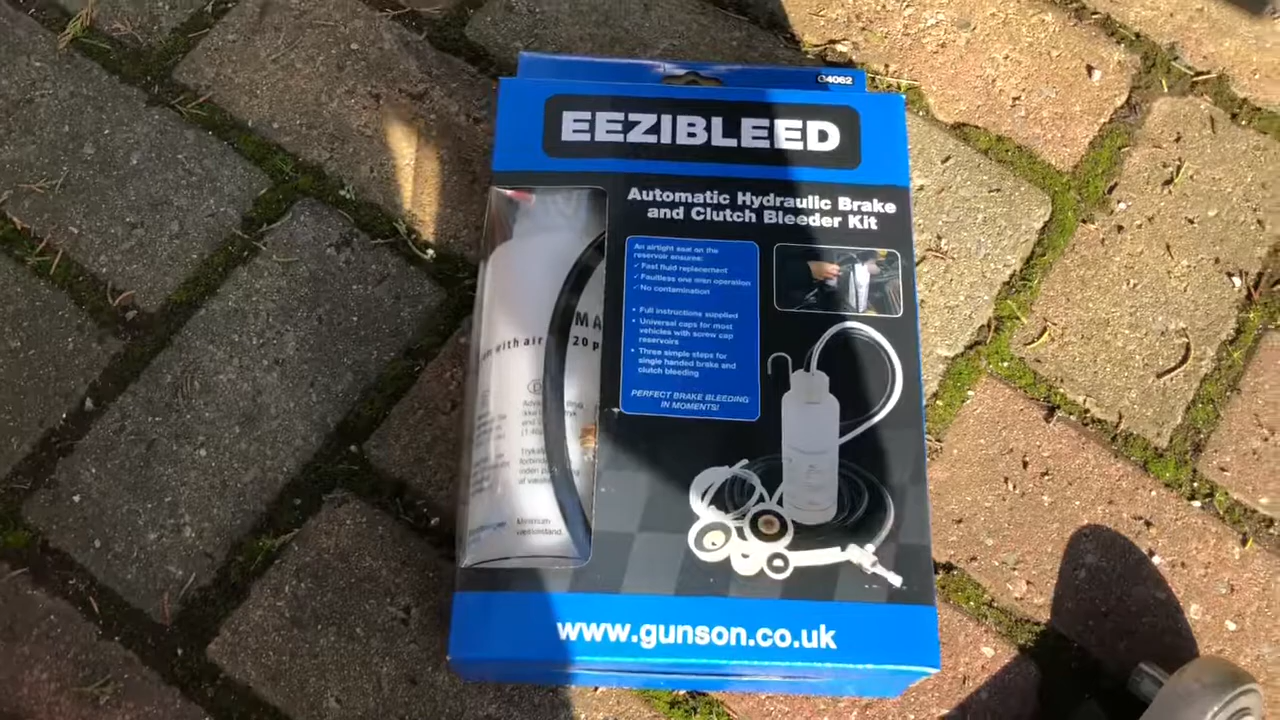 G4062
EEZIBLEED
Automatic Hydraulic Brake
and Clutch Bleeder Kit
An airtight seal on the
reservoir ensures:
✓ Fast fluid replacement
✓ Faultless one man operation
✓ No contamination
• Full instructions supplied
• Universal caps for most
vehicles with screw cap
reservoirs
• Three simple steps for
single handed brake and
clutch bleeding
PERFECT BRAKE BLEEDING
IN MOMENTS!
MA
with air
20 p
Minimum
www.gunson.co.uk